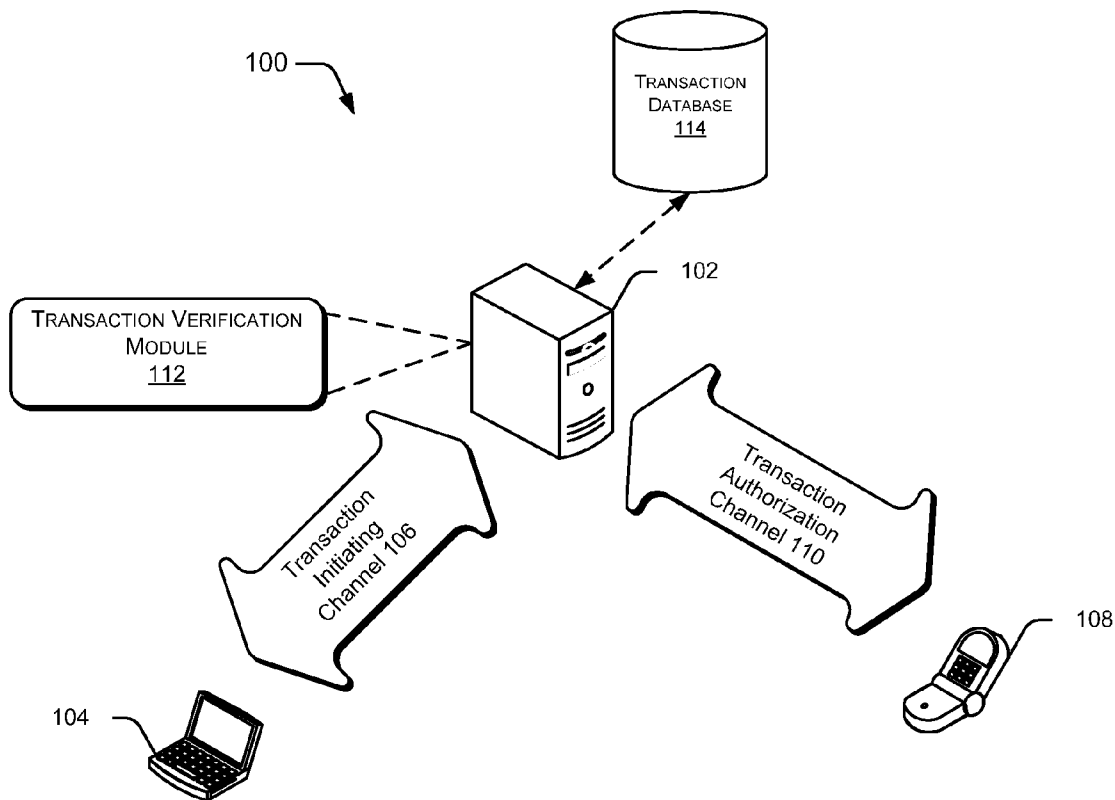 100
TRANSACTION
DATABASE
114
102
TRANSACTION VERIFICATION
MODULE
112
Transaction
Initiating
Channel 106
Transaction
Authorization
Channel 110
108
104